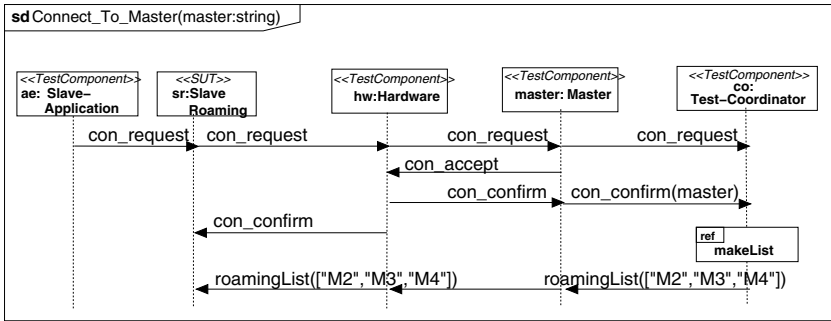 sd Connect_To_Master(master:string)
<<TestComponent>> <<SUT>> <<TestComponent>> <<TestComponent>> <<TestComponent>>
ae: Slave– sr:Slave hw:Hardware master: Master co:
Application Roaming Test–Coordinator
con_request con_request con_request con_request
con_accept
con_confirm con_confirm(master)
con_confirm
ref
makeList
roamingList(["M2","M3","M4"]) roamingList(["M2","M3","M4"])